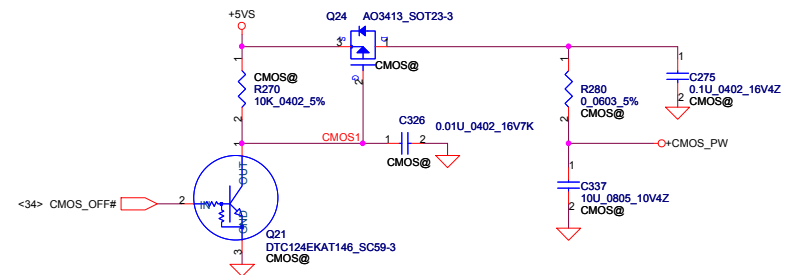 +5VS
Q24
AO3413_SOT23-3
3
S
D
1
G
2
CMOS@
1
CMOS@
R270
10K_0402_5%
2
1
R280
0_0603_5%
2
CMOS@
1
C275
0.1U_0402_16V4Z
2
CMOS@
CMOS1
1
C326
0.01U_0402_16V7K
1
2
CMOS@
+CMOS_PW
1
C337
10U_0805_10V4Z
2
CMOS@
<34> CMOS_OFF#
2
IN
OUT
GND
3
Q21
DTC124EKAT146_SC59-3
CMOS@